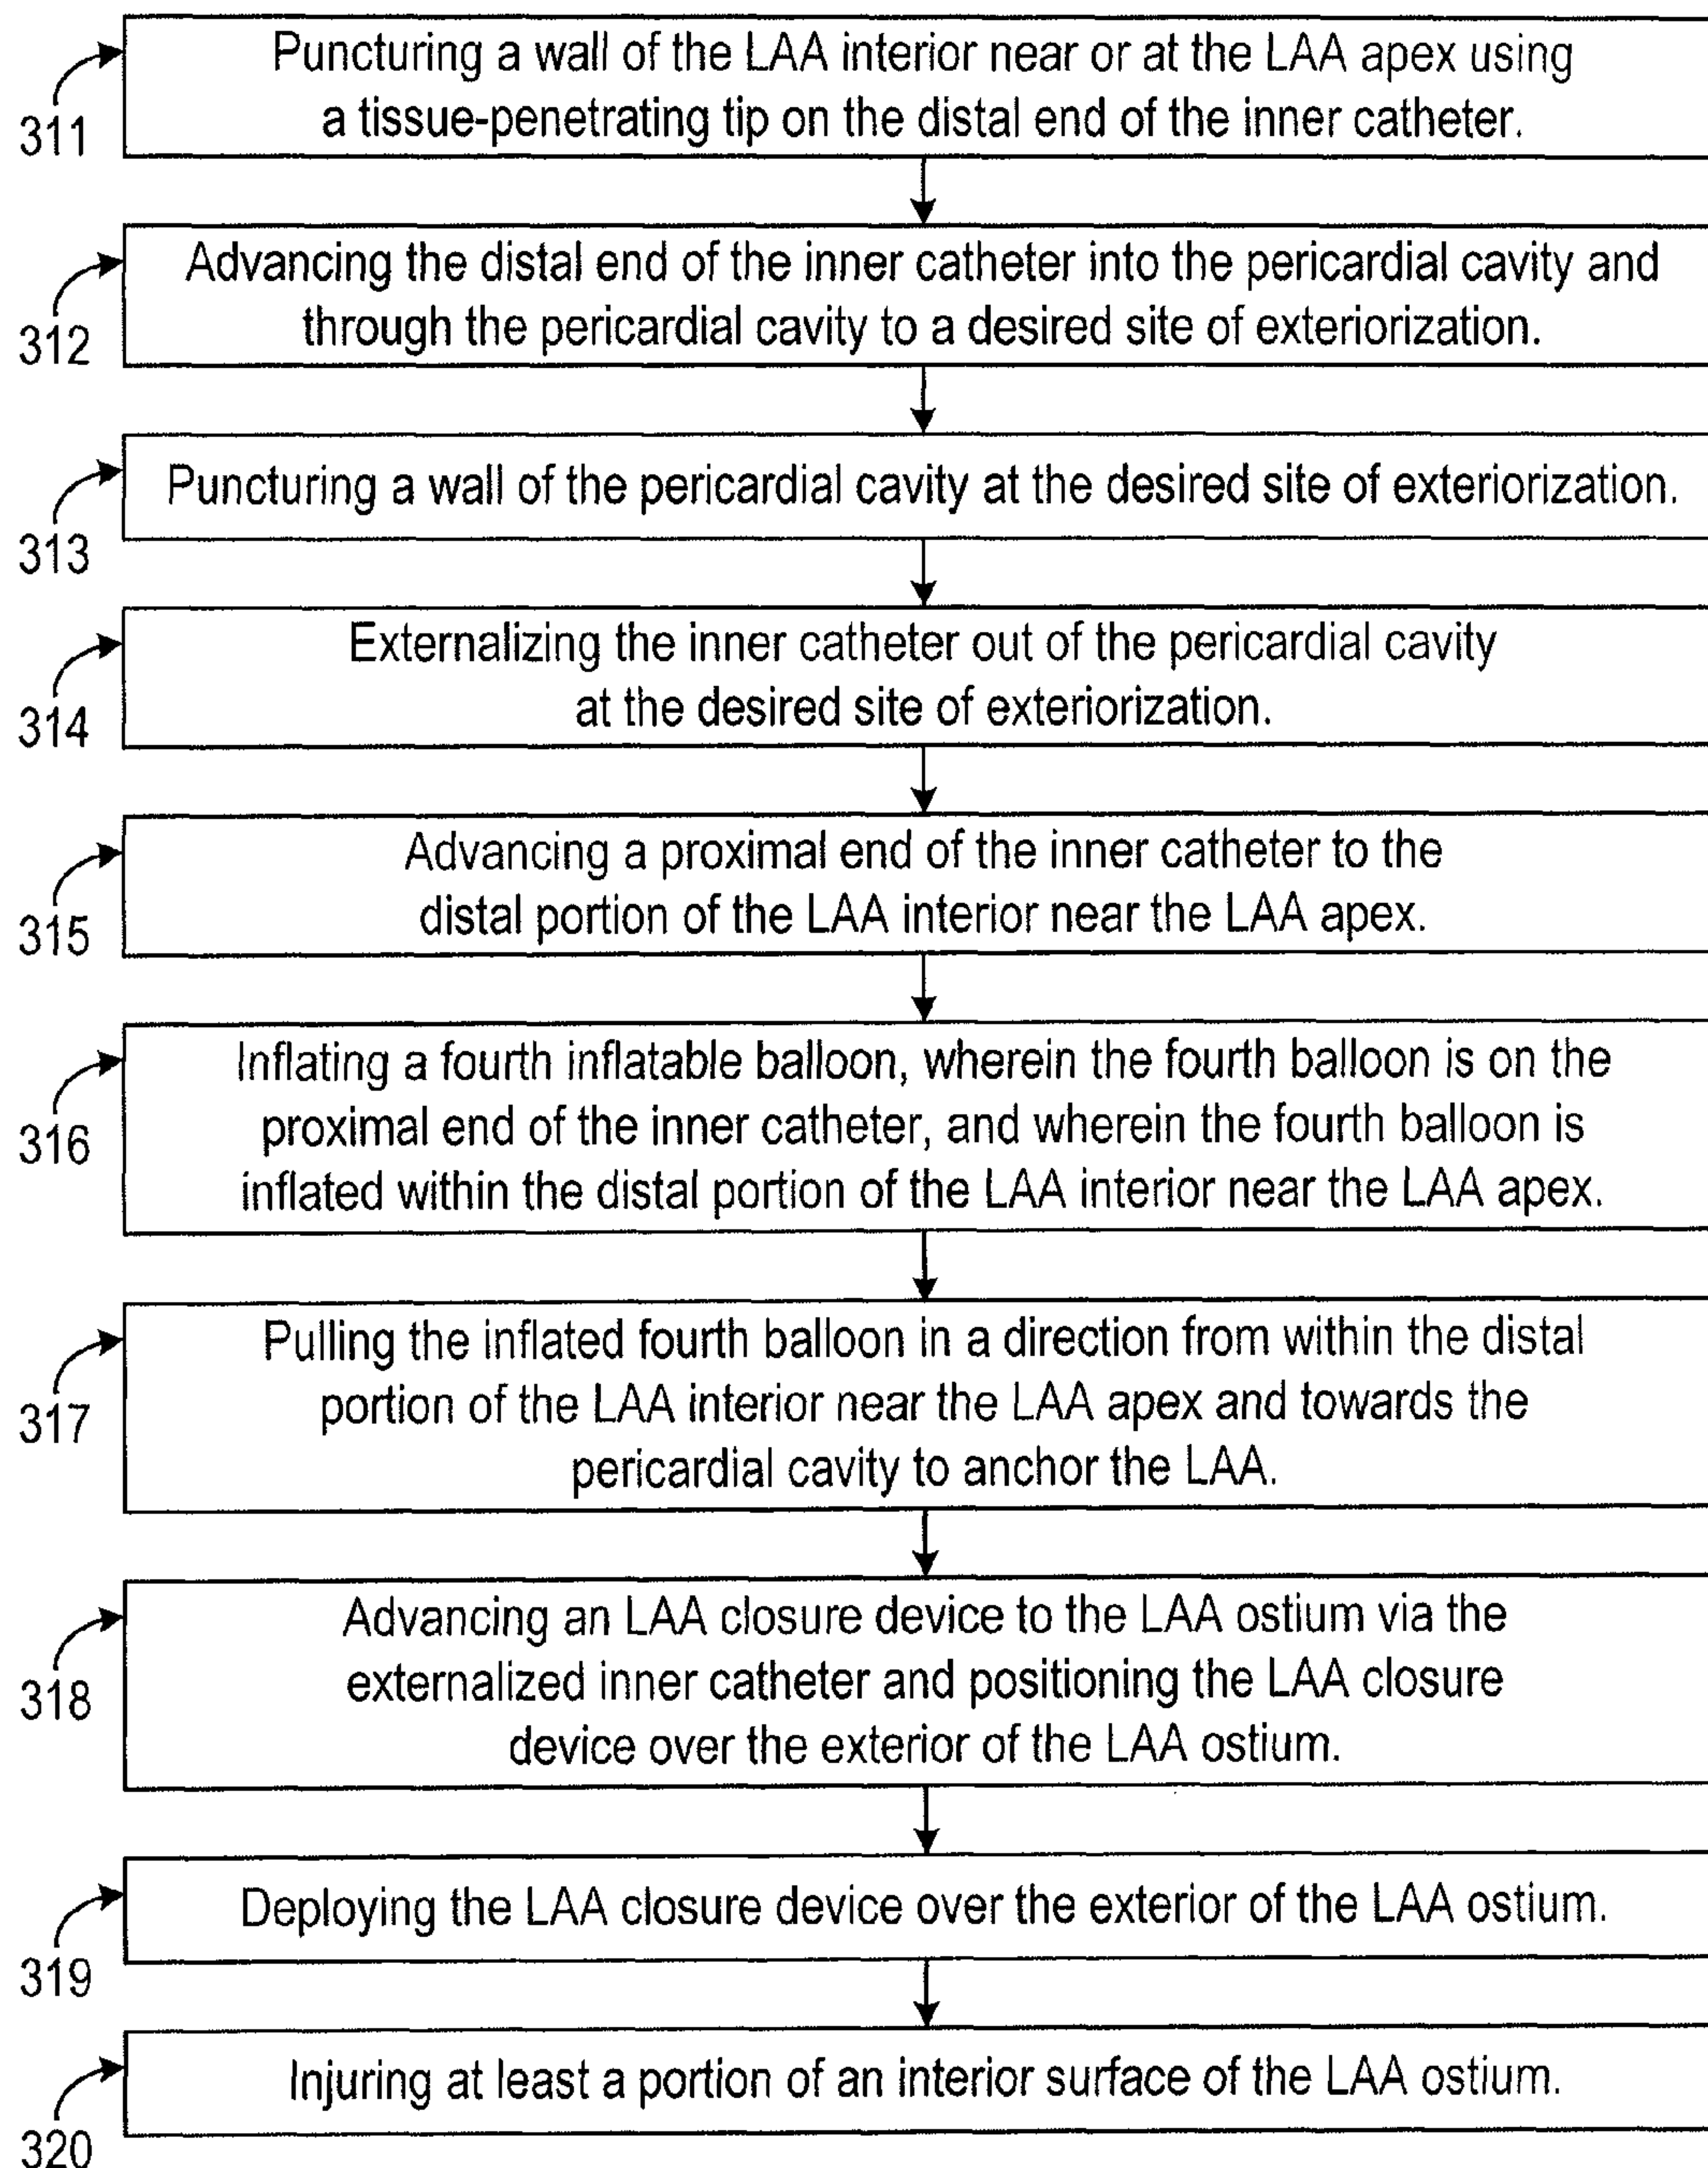 Puncturing a wall of the LAA interior near or at the LAA apex using
a tissue-penetrating tip on the distal end of the inner catheter.
311
Advancing the distal end of the inner catheter into the pericardial cavity and
through the pericardial cavity to a desired site of exteriorization.
312
Puncturing a wall of the pericardial cavity at the desired site of exteriorization.
313
Externalizing the inner catheter out of the pericardial cavity
at the desired site of exteriorization.
314
Advancing a proximal end of the inner catheter to the
distal portion of the LAA interior near the LAA apex.
315
Inflating a fourth inflatable balloon, wherein the fourth balloon is on the
proximal end of the inner catheter, and wherein the fourth balloon is
inflated within the distal portion of the LAA interior near the LAA apex.
316
Pulling the inflated fourth balloon in a direction from within the distal
portion of the LAA interior near the LAA apex and towards the
pericardial cavity to anchor the LAA.
317
Advancing an LAA closure device to the LAA ostium via the
externalized inner catheter and positioning the LAA closure
device over the exterior of the LAA ostium.
318
Deploying the LAA closure device over the exterior of the LAA ostium.
319
Injuring at least a portion of an interior surface of the LAA ostium.
320